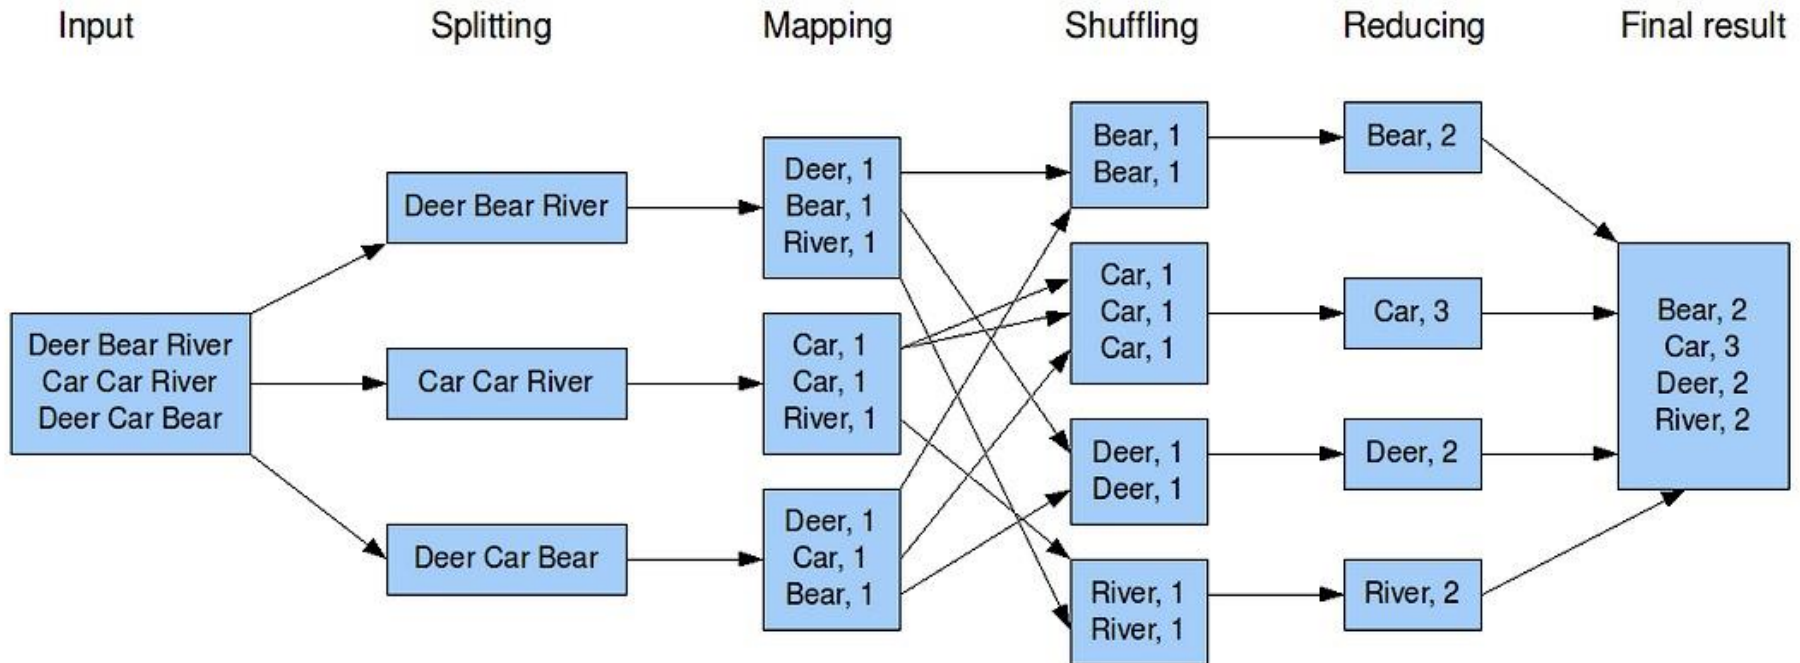 Input
Splitting
Mapping
Shuffling
Reducing
Final result
Deer Bear River
Car Car River
Deer Car Bear
Deer Bear River
Car Car River
Deer Car Bear
Deer, 1
Bear, 1
River, 1
Car, 1
Car, 1
River, 1
Deer, 1
Car, 1
Bear, 1
Bear, 1
Bear, 1
Car, 1
Car, 1
Car, 1
Deer, 1
Deer, 1
River, 1
River, 1
Bear, 2
Car, 3
Deer, 2
River, 2
Bear, 2
Car, 3
Deer, 2
River, 2